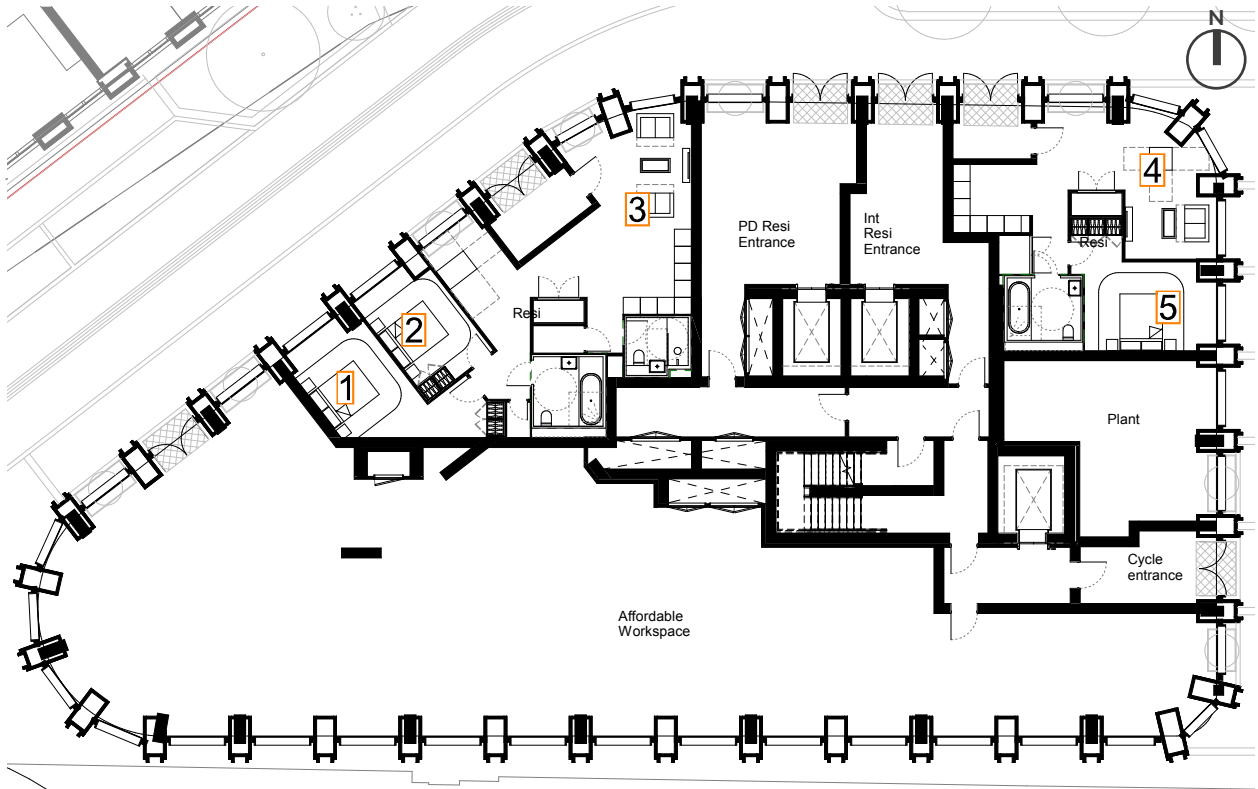 N
4
3
PD Resi
Entrance
Int
Resi
Entrance
Resi
5
2
Resi
1
Plant
Cycle
entrance
Affordable
Workspace